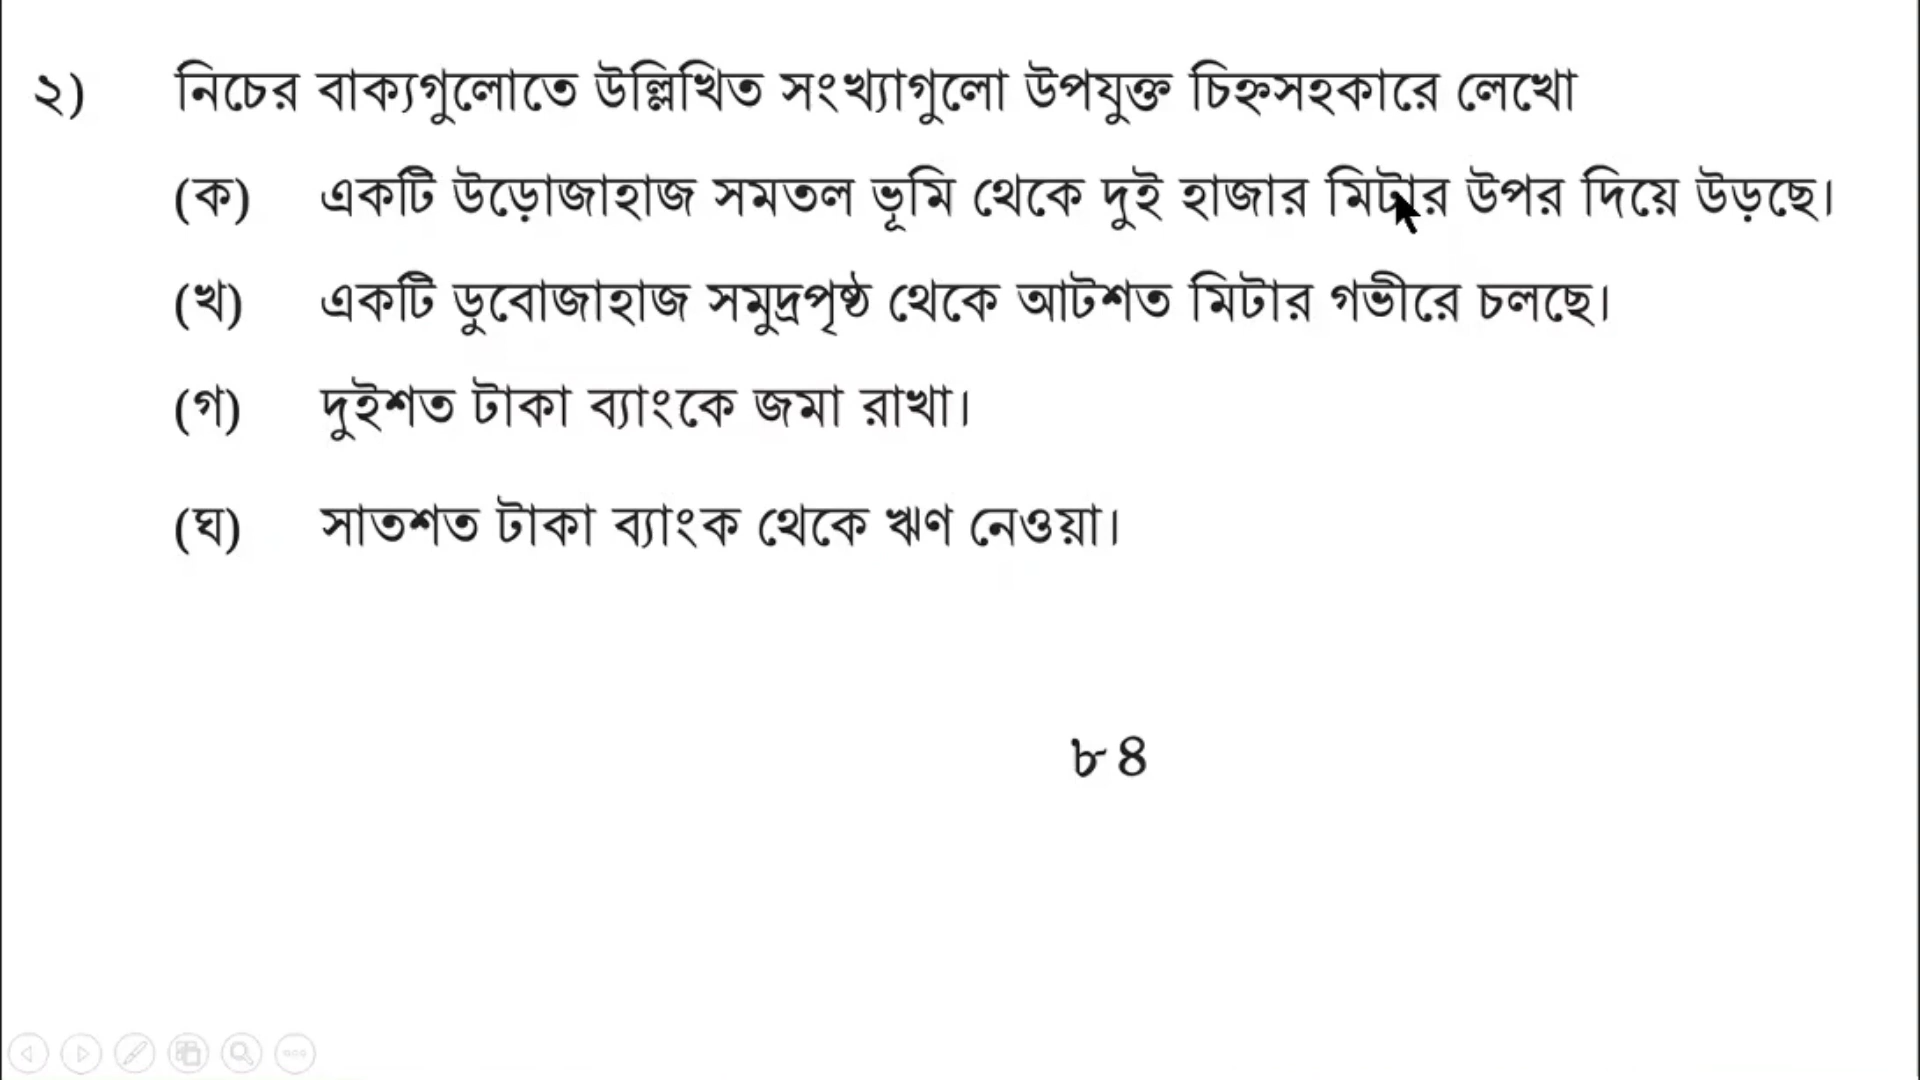 ২) নিচের বাক্যগুলোতে উল্লিখিত সংখ্যাগুলো উপযুক্ত চিহ্নসহকারে লেখো
(ক) একটি উড়োজাহাজ সমতল ভূমি থেকে দুই হাজার মিটার উপর দিয়ে উড়ছে।
(খ) একটি ডুবোজাহাজ সমুদ্রপৃষ্ঠ থেকে আটশত মিটার গভীরে চলছে।
(গ) দুইশত টাকা ব্যাংকে জমা রাখা।
(ঘ) সাতশত টাকা ব্যাংক থেকে ঋণ নেওয়া।
৮৪